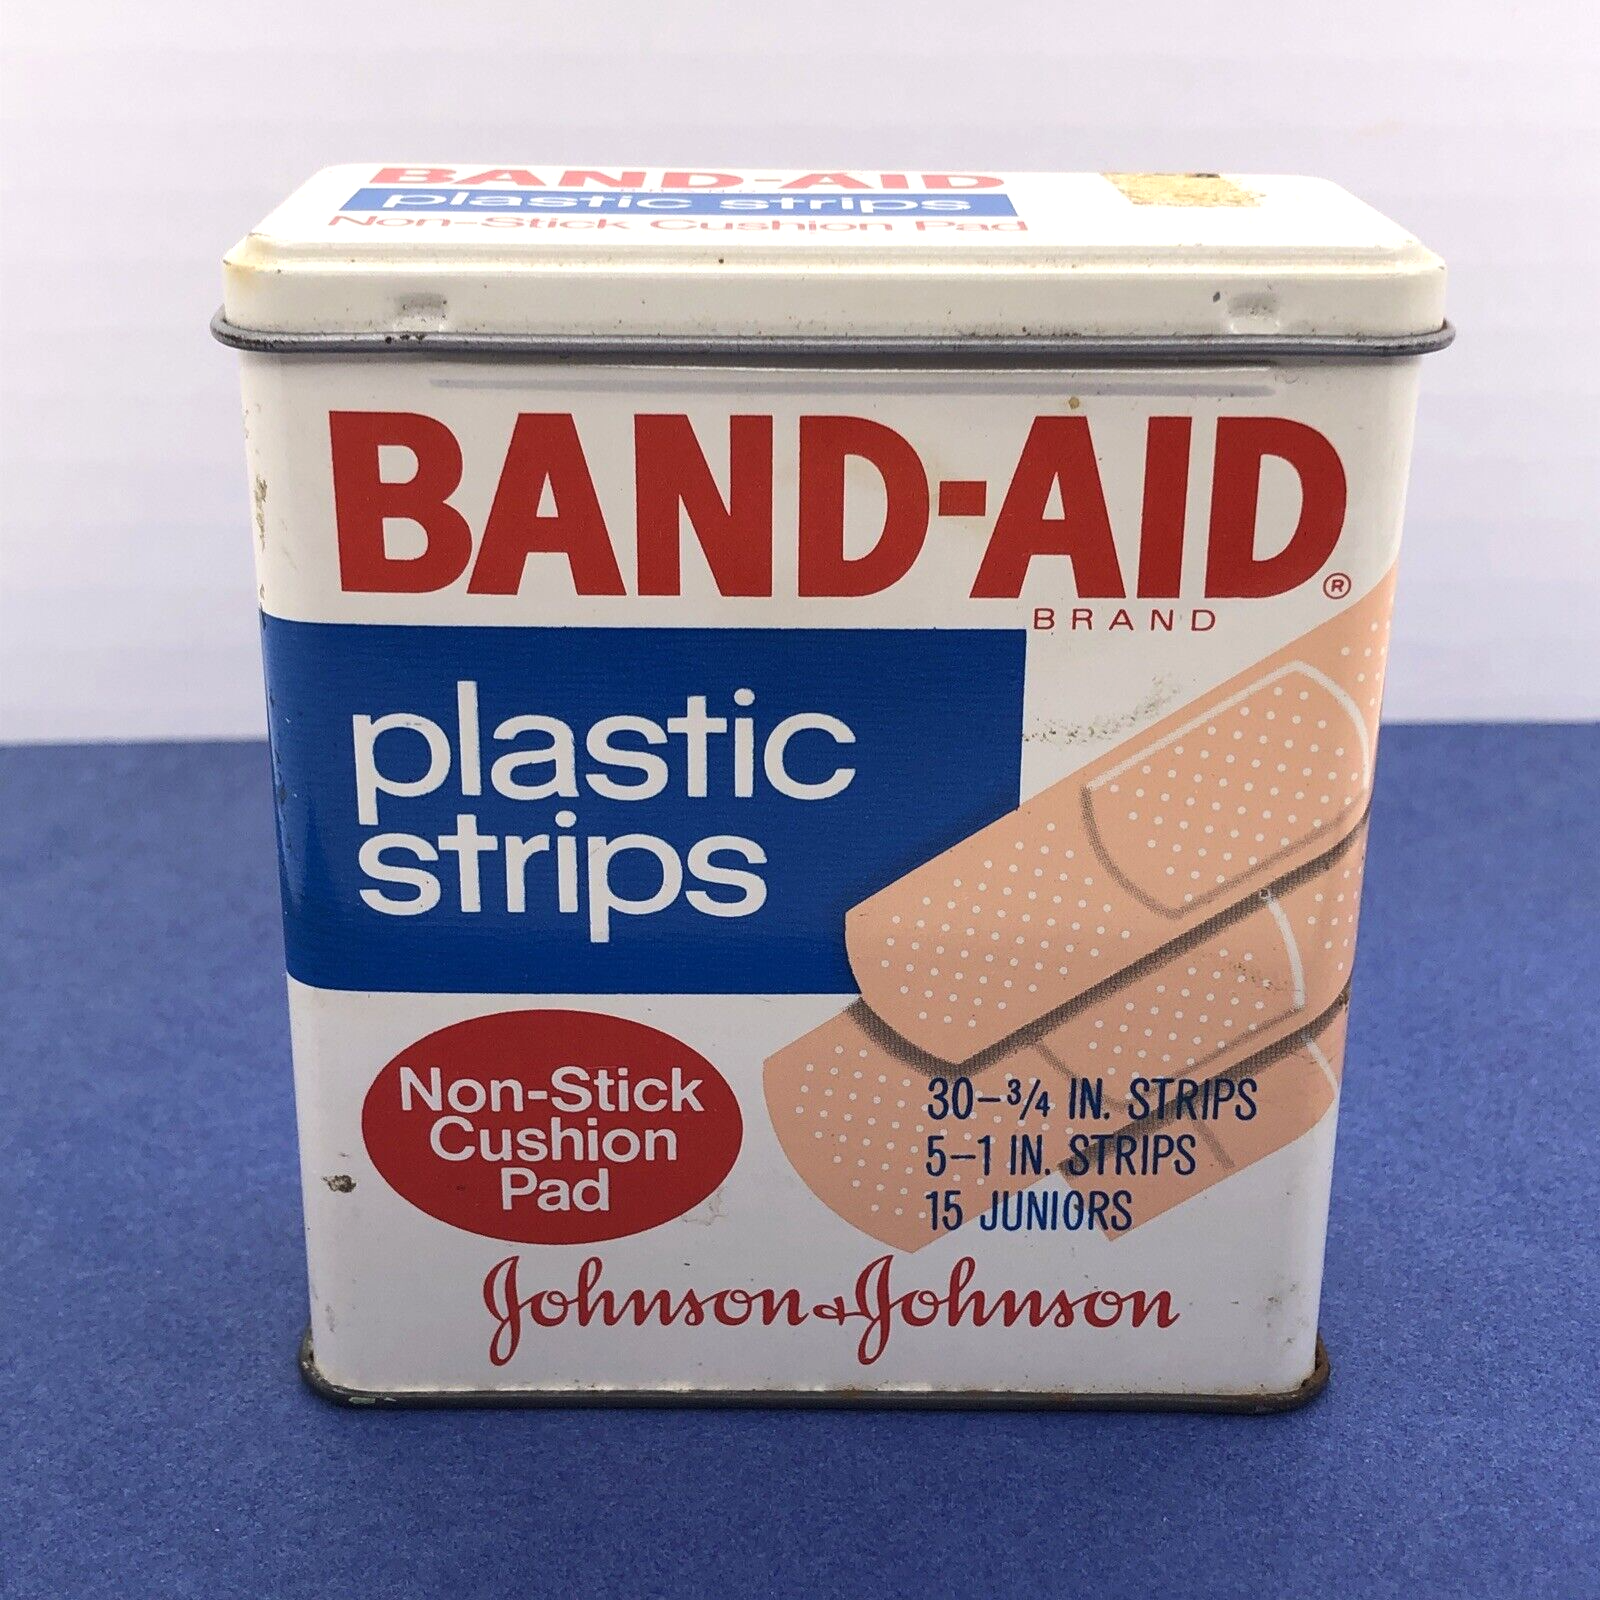 BAND-AID
plastic strips
Non-Stick Cushion Pad
BAND-AID®
BRAND
plastic
strips
Non-Stick
Cushion
Pad
30-3/4 IN. STRIPS
5-1 IN. STRIPS
15 JUNIORS
Johnson & Johnson